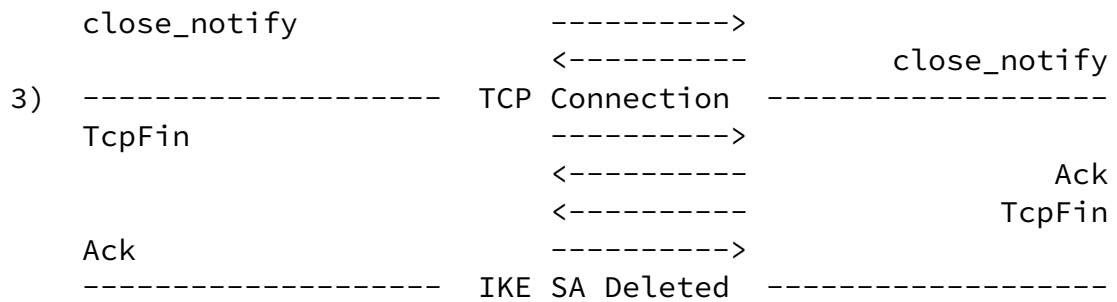 close_notify           ---------->
                       <----------        close_notify
3)  --------------------  TCP Connection  -------------------
TcpFin                 ---------->
                       <----------                 Ack
                       <----------              TcpFin
Ack                    ---------->
--------------------  IKE SA Deleted  -------------------